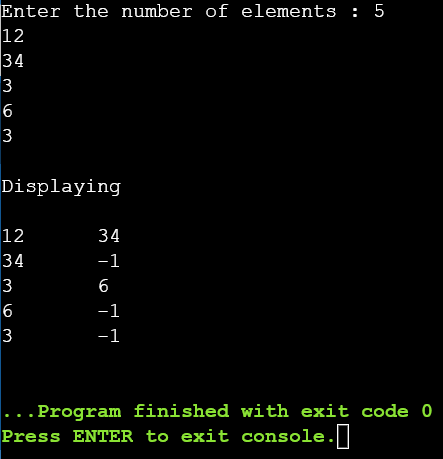 Enter the number of elements : 5
12
34
3
6
3
Displaying
12 34
34 -1
3 6
6 -1
3 -1
...Program finished with exit code 0
Press ENTER to exit console.